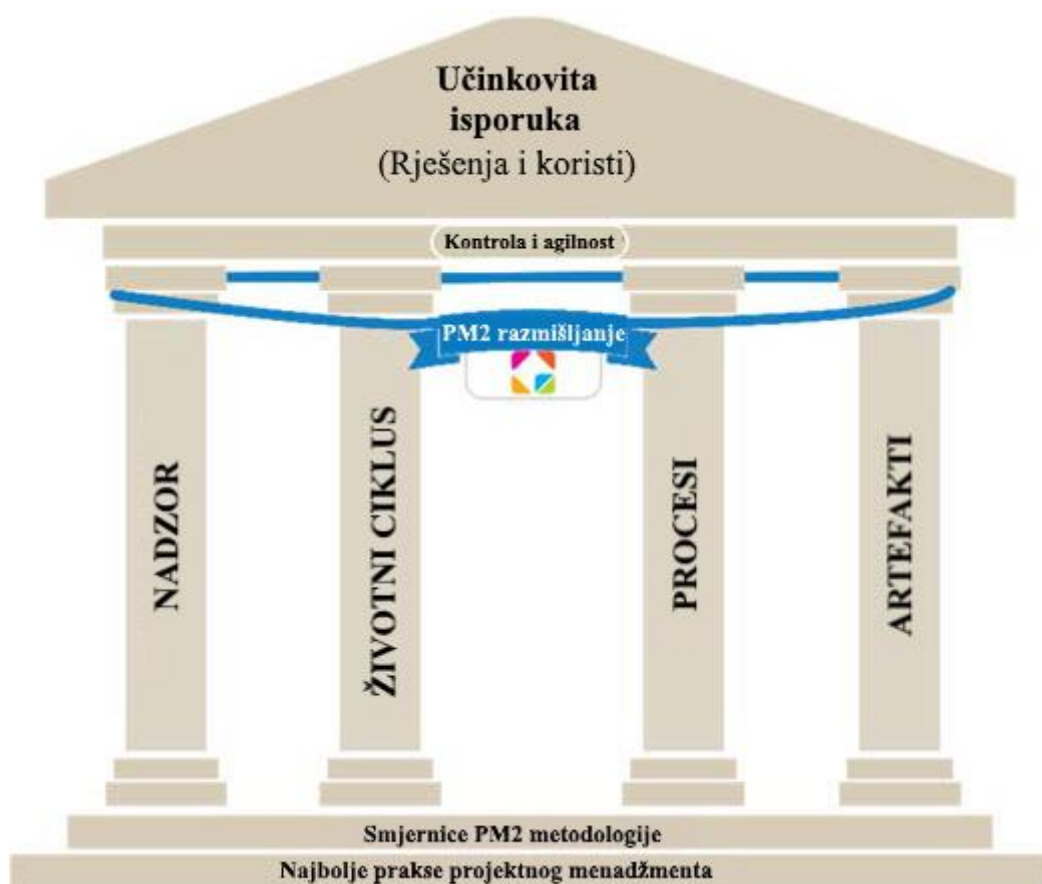 Učinkovita
isporuka
(Rješenja i koristi)
Kontrola i agilnost
PM2 razmišljanje
NADZOR
ŽIVOTNI CIKLUS
PROCESI
ARTEFAKTI
Smjernice PM2 metodologije
Najbolje prakse projektnog menadžmenta